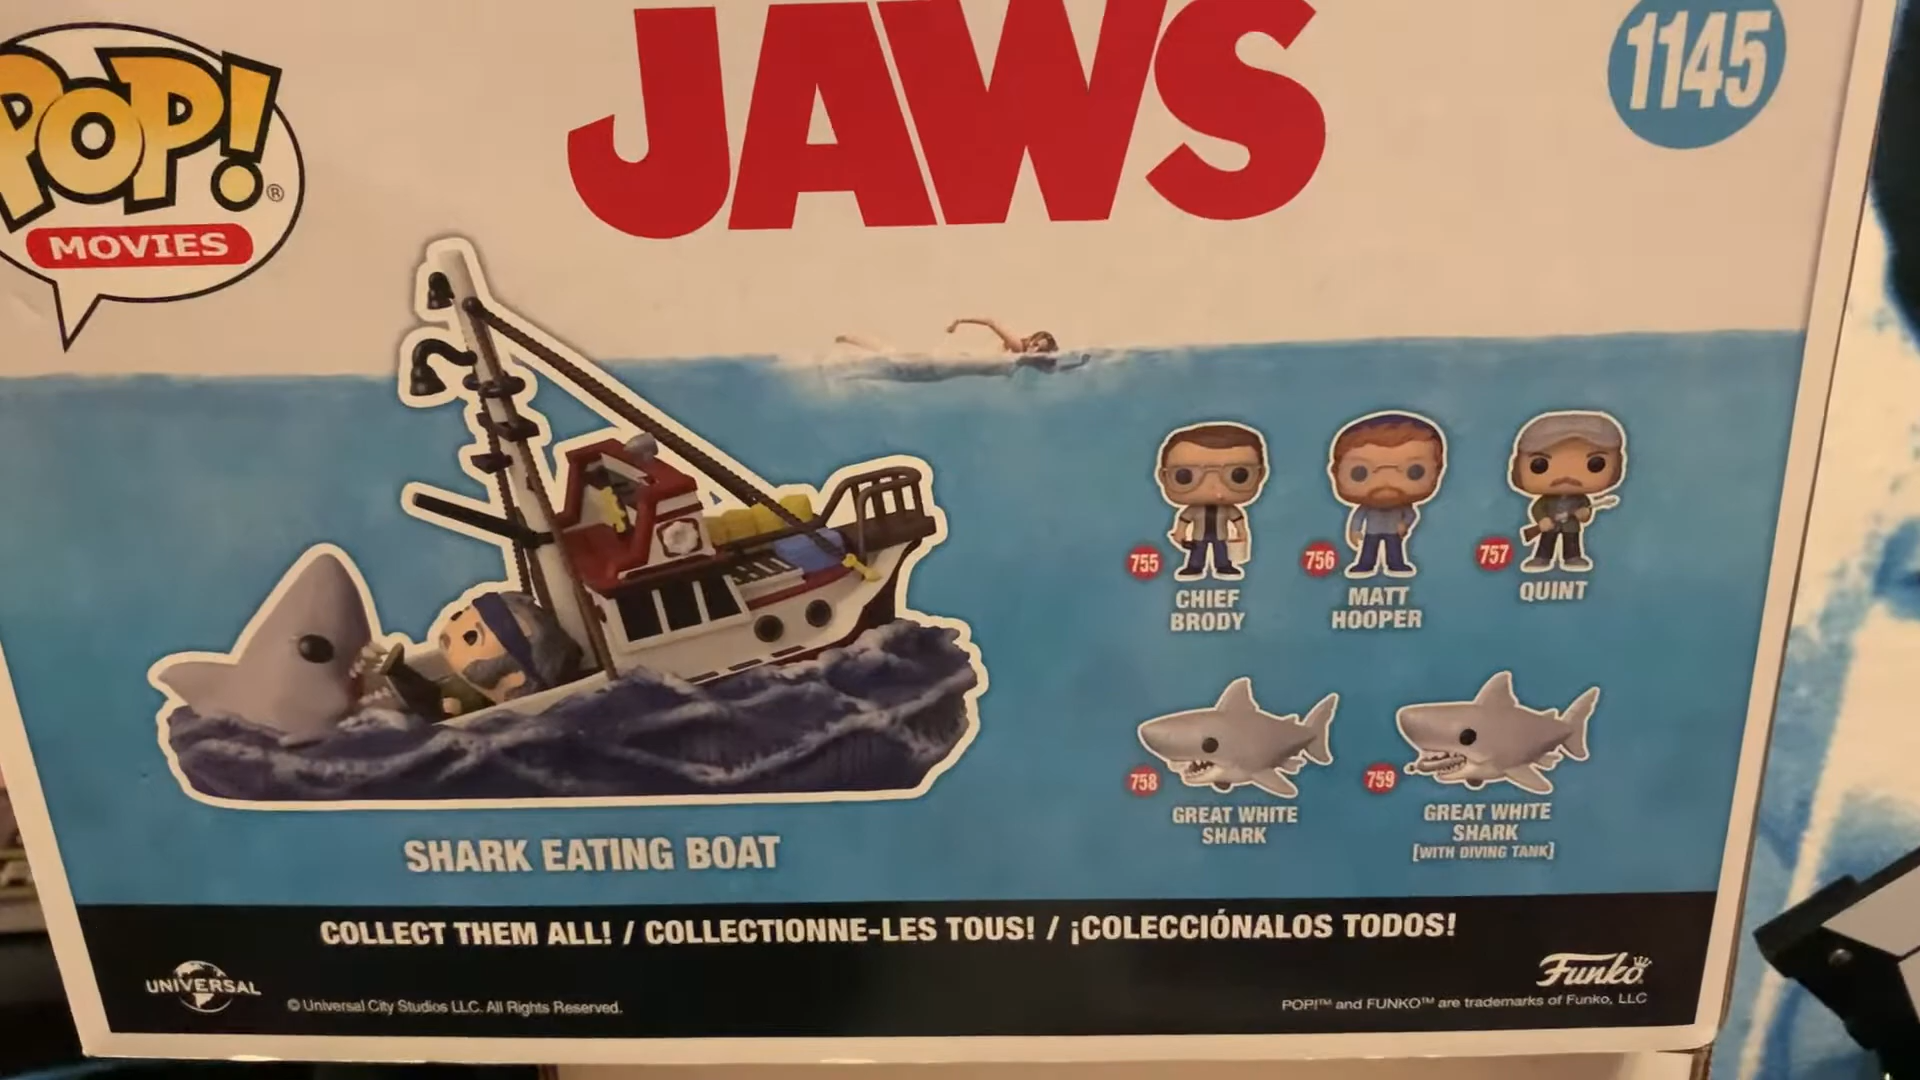 JAWS
1145
POP!
®
MOVIES
755
CHIEF
BRODY
756
MATT
HOOPER
757
QUINT
758
GREAT WHITE
SHARK
759
GREAT WHITE
SHARK
[WITH DIVING TANK]
SHARK EATING BOAT
COLLECT THEM ALL! / COLLECTIONNE-LES TOUS! / ¡COLECCIÓNALOS TODOS!
UNIVERSAL
© Universal City Studios LLC. All Rights Reserved.
Funko
POP!™ and FUNKO™ are trademarks of Funko, LLC